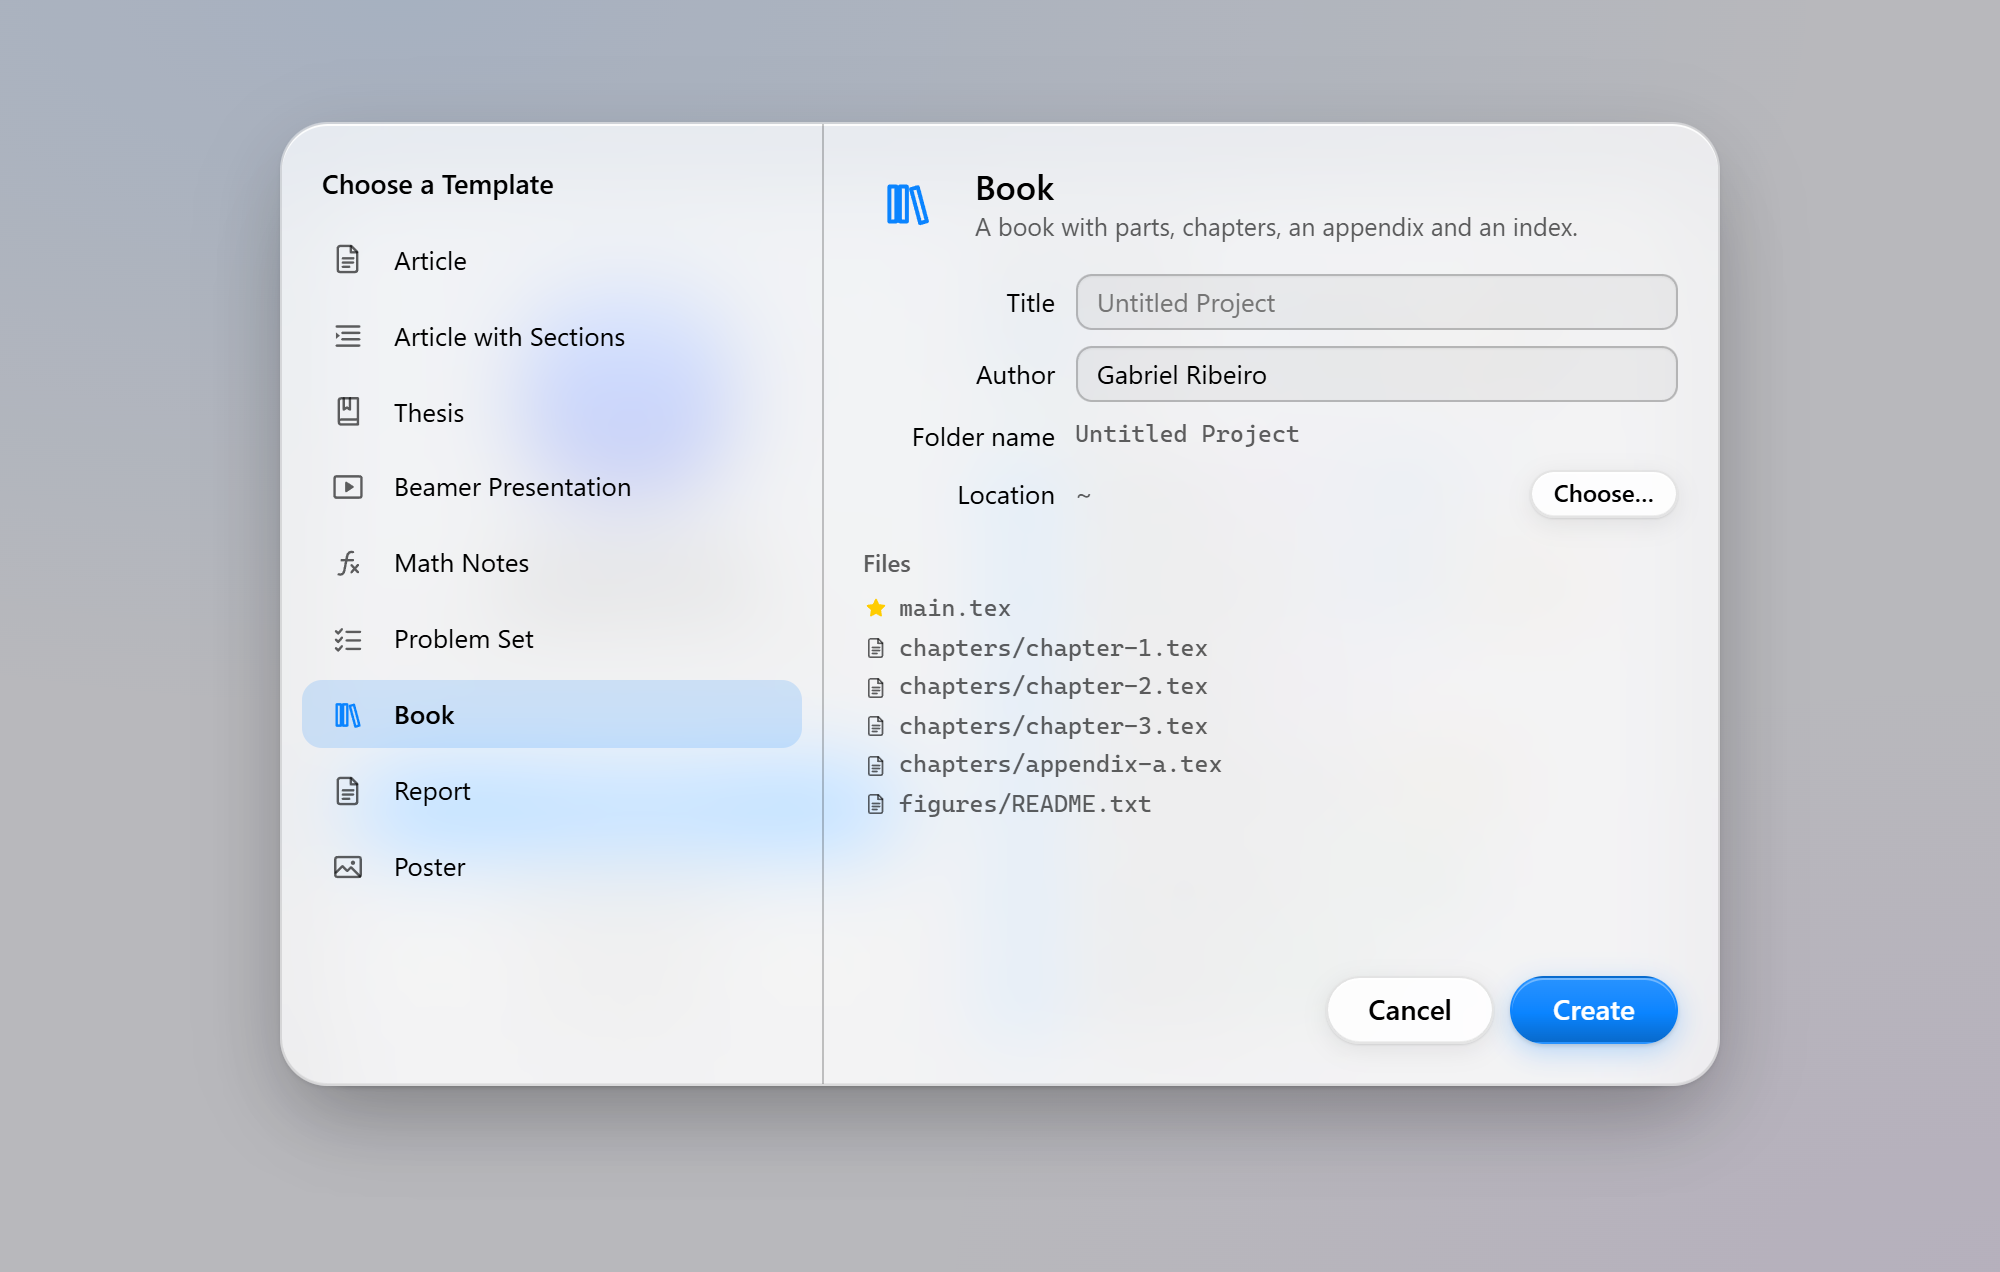 Choose a Template
Article
Article with Sections
Thesis
Beamer Presentation
Math Notes
Problem Set
Book
Report
Poster
Book
A book with parts, chapters, an appendix and an index.
Title Untitled Project
Author Gabriel Ribeiro
Folder name Untitled Project
Location ~ Choose...
Files
main.tex
chapters/chapter-1.tex
chapters/chapter-2.tex
chapters/chapter-3.tex
chapters/appendix-a.tex
figures/README.txt
Cancel Create